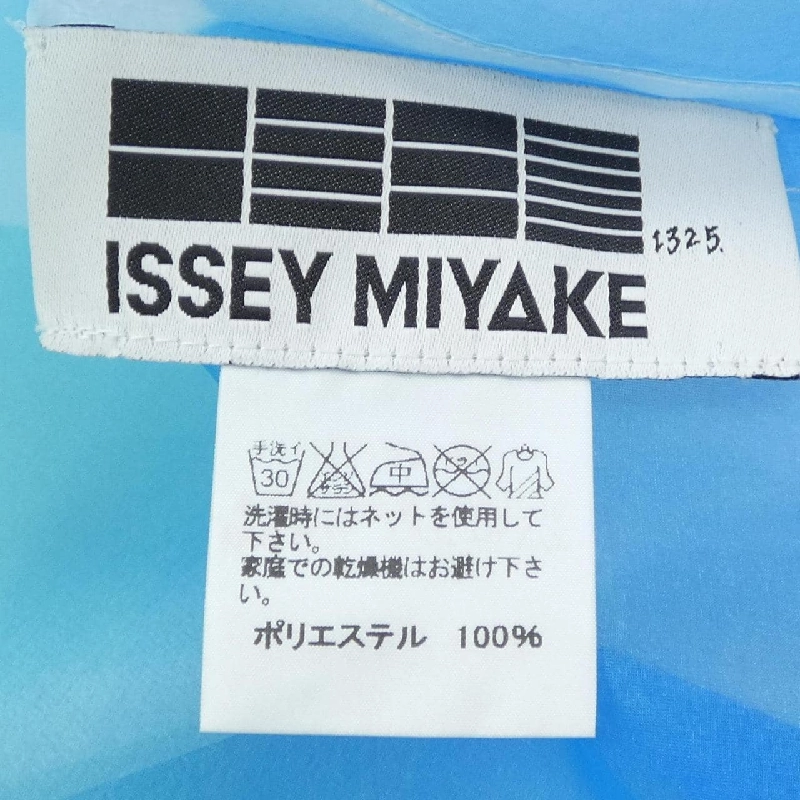 132 5.
ISSEY MIYAKE
手洗イ
30
中
洗濯時にはネットを使用して
下さい。
家庭での乾燥機はお避け下さ
い。
ポリエステル 100%